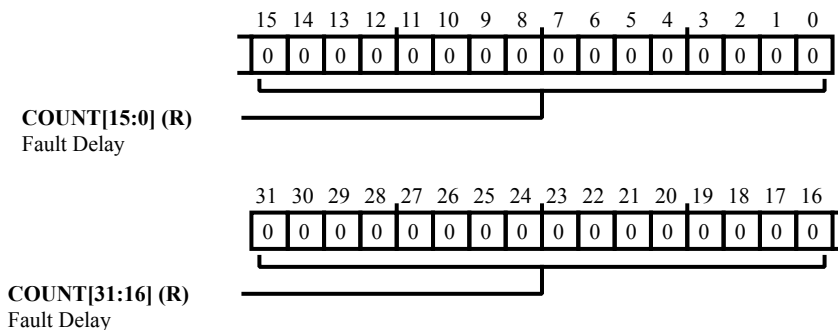 15 14 13 12 11 10 9 8 7 6 5 4 3 2 1 0
0 0 0 0 0 0 0 0 0 0 0 0 0 0 0 0
COUNT[15:0] (R)
Fault Delay
31 30 29 28 27 26 25 24 23 22 21 20 19 18 17 16
0 0 0 0 0 0 0 0 0 0 0 0 0 0 0 0
COUNT[31:16] (R)
Fault Delay